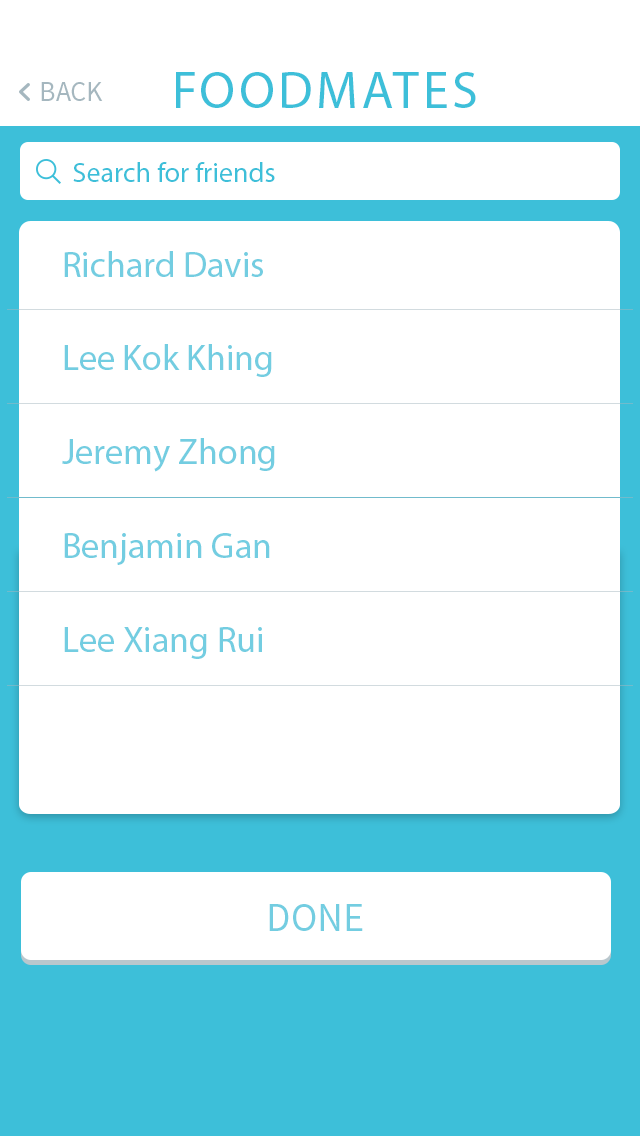 BACK
FOODMATES
Search for friends
Richard Davis
Lee Kok Khing
Jeremy Zhong
Benjamin Gan
Lee Xiang Rui
DONE